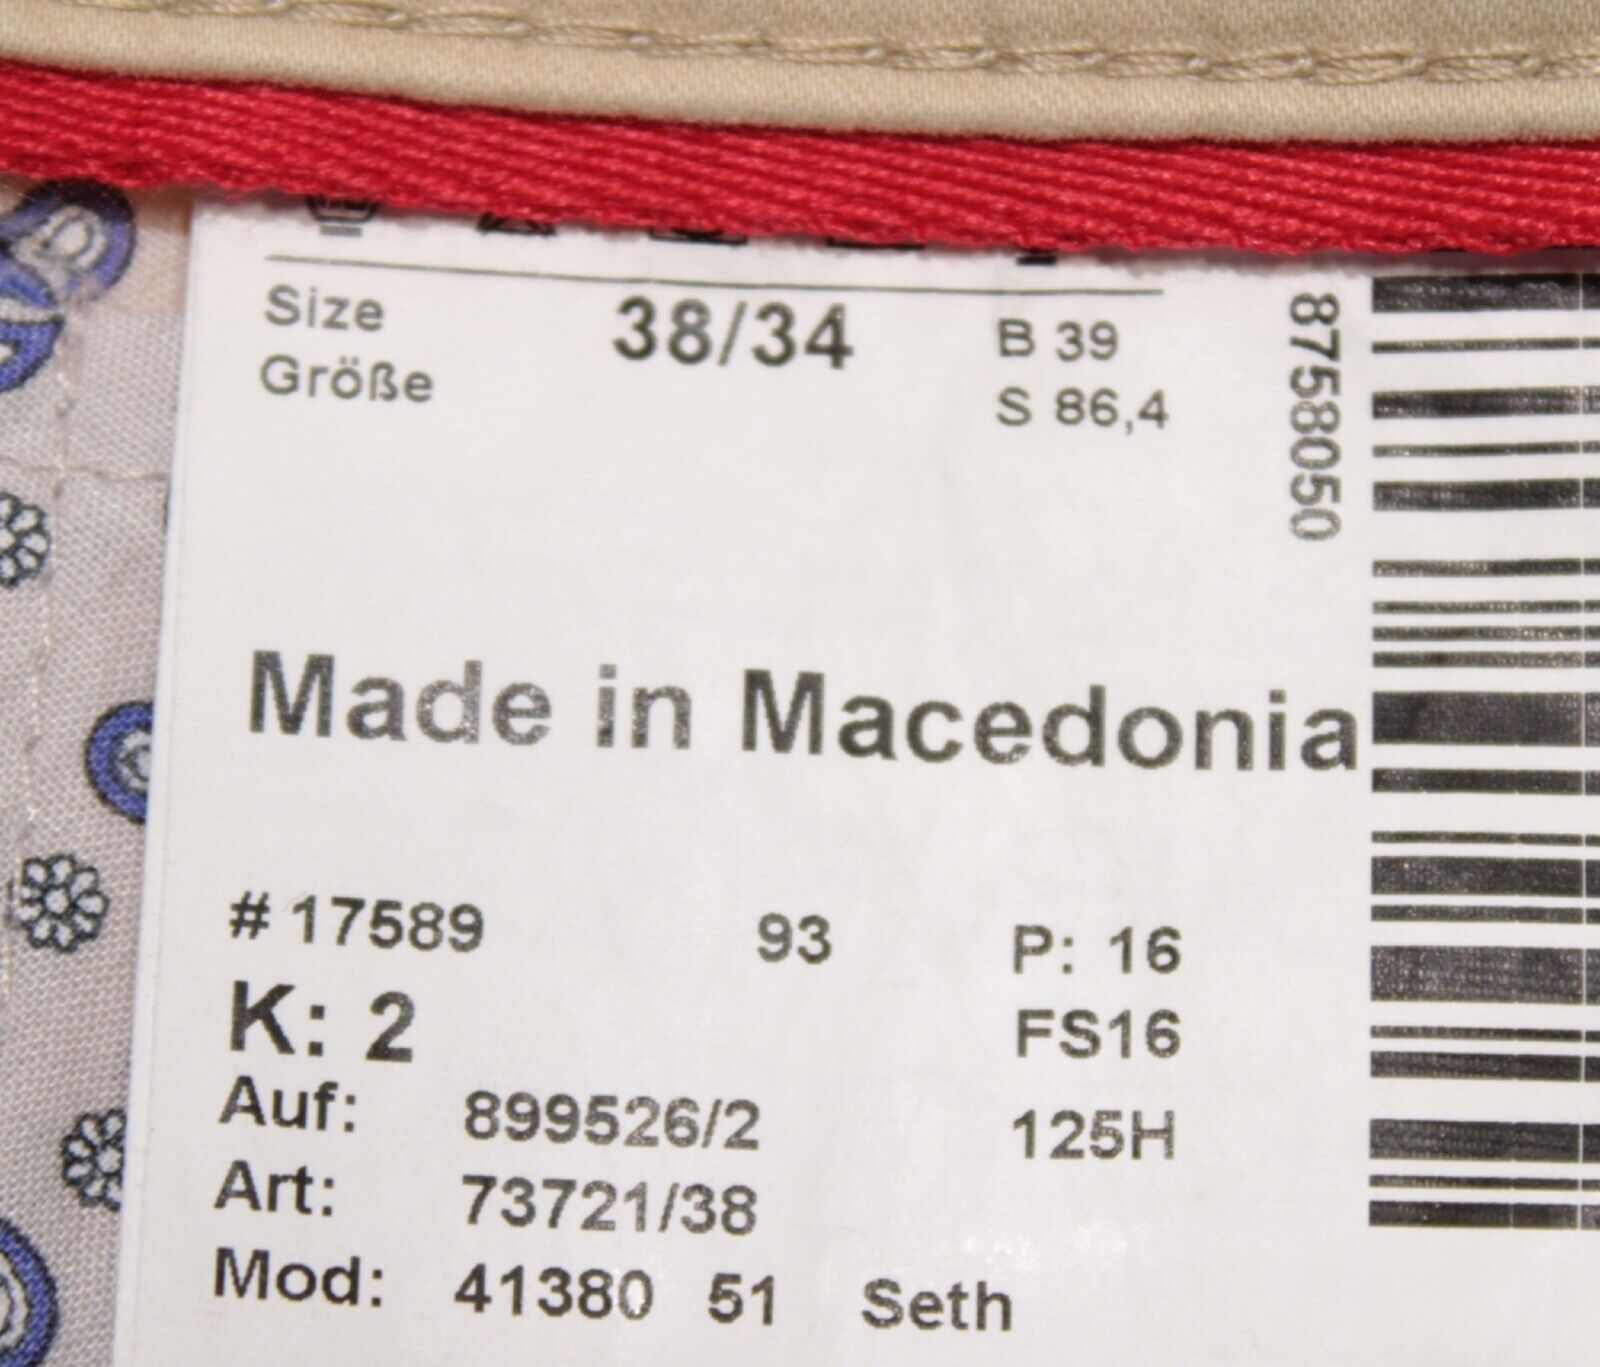 Size 38/34 B 39
Größe S 86,4
Made in Macedonia
# 17589 93 P: 16
K: 2 FS16
Auf: 899526/2 125H
Art: 73721/38
Mod: 41380 51 Seth
8758050